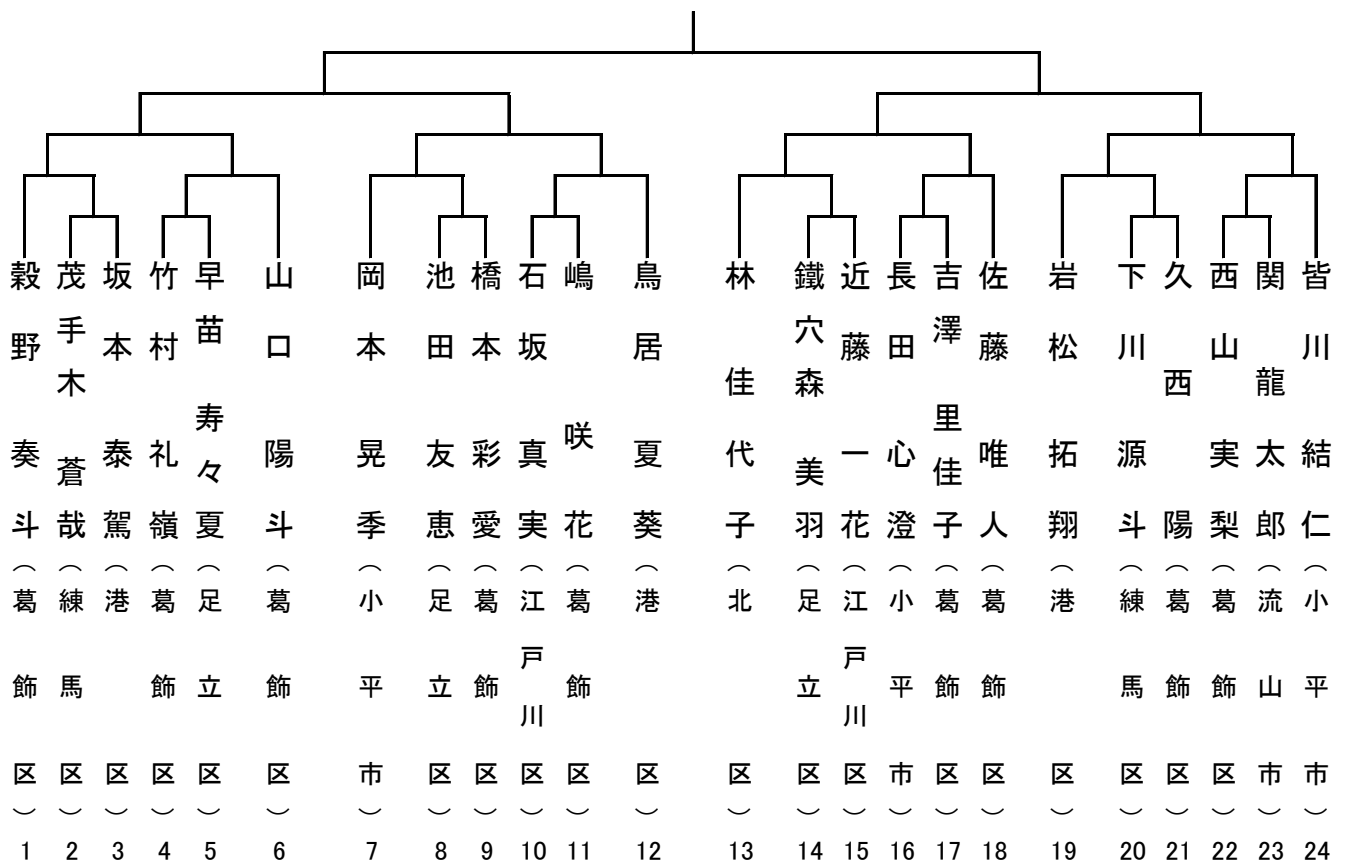 穀野 奏斗（葛飾区） 1
茂手木 蒼哉（練馬区） 2
坂本 泰駕（港区） 3
竹村 礼嶺（葛飾区） 4
早苗 寿々夏（足立区） 5
山口 陽斗（葛飾区） 6
岡本 晃季（小平市） 7
池田 友恵（足立区） 8
橋本 彩愛（葛飾区） 9
石坂 真実（江戸川区） 10
嶋 咲花（葛飾区） 11
鳥居 夏葵（港区） 12
林 佳代子（北区） 13
鐵穴森 美羽（足立区） 14
近藤 一花（江戸川区） 15
長田 心澄（小平市） 16
吉澤 里佳子（葛飾区） 17
佐藤 唯人（葛飾区） 18
岩松 拓翔（港区） 19
下川 源斗（練馬区） 20
久西 陽（葛飾区） 21
西山 実梨（葛飾区） 22
関 龍太郎（流山市） 23
皆川 結仁（小平市） 24